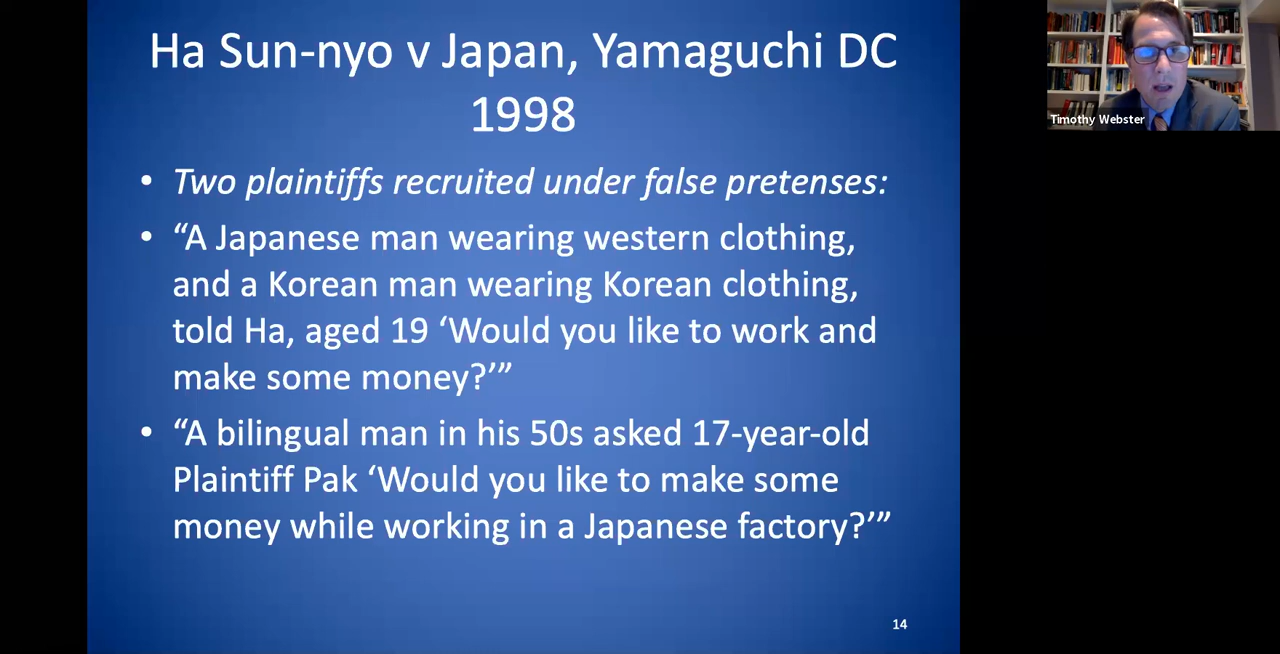 Ha Sun-nyo v Japan, Yamaguchi DC
1998
• Two plaintiffs recruited under false pretenses:
• “A Japanese man wearing western clothing,
and a Korean man wearing Korean clothing,
told Ha, aged 19 ‘Would you like to work and
make some money?’”
• “A bilingual man in his 50s asked 17-year-old
Plaintiff Pak ‘Would you like to make some
money while working in a Japanese factory?’”
14
Timothy Webster